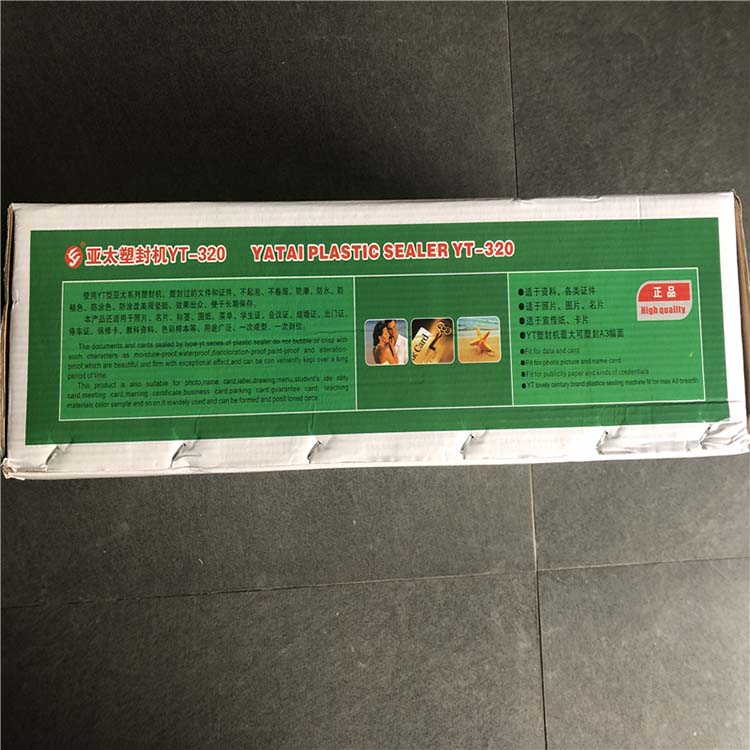 亚太塑封机YT-320 YATAI PLASTIC SEALER YT-320
使用YT型亚太系列塑封机，塑封过的文件和证件、不起泡、不卷缩、防潮、防水、防
褪色、防涂色、防涂改美观坚挺、效果出众、便于长期保存。
本产品还适用于照片、名片，标签、图纸、菜单，学生证、会议证、结婚证、出门证、
停车证、保修卡、教科资料、色彩样本等，用途广泛，一次成型，一次到位。
The documents and cards sealed by type yt series of plastic sealer do not bubble or crisp with
such characters as moisture-proof,waterproof,discoloration-proof paint-proof and alteration-
proof,which are beautiful and firm with exceptional effect,and can be convenently kept over a long
period of time.
This product is also suitable for photo,name, card,label,drawing,menu,student's ide ntity
card,meeting card,marring certificate,business card,parking card,guarantee card, teaching
materials,color sample and so on.It rewidely used and can be formed and posit ioned once.
K Card
●适于资料、各类证件
●适于照片、图片、名片
●适于宣传纸、卡片
●YT塑封机最大可塑封A3幅面
●Fit for data and card
●Fit for photo,picture and name card.
●Fit for publicity paper and kinds of credentials
●YT lovely century brand plastics sealing machine fit for max A3 breadth
正品
High quality